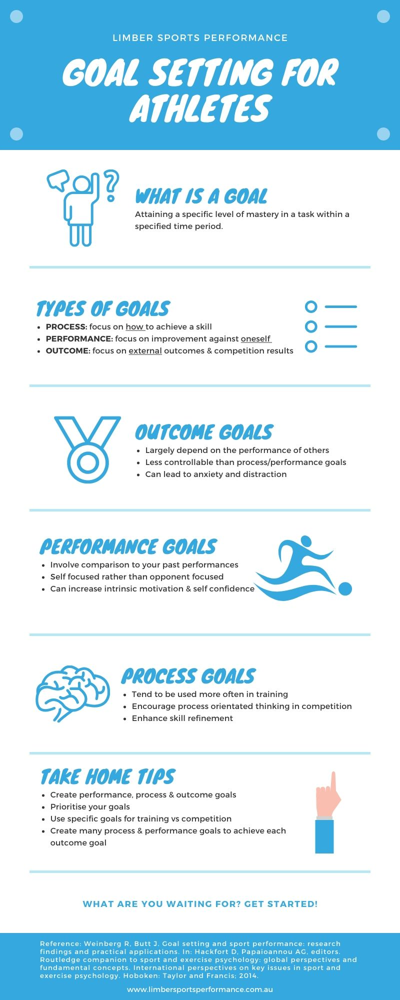 LIMBER SPORTS PERFORMANCE
GOAL SETTING FOR
ATHLETES
WHAT IS A GOAL
Attaining a specific level of mastery in a task within a
specified time period.
TYPES OF GOALS
• PROCESS: focus on how to achieve a skill
• PERFORMANCE: focus on improvement against oneself
• OUTCOME: focus on external outcomes & competition results
OUTCOME GOALS
• Largely depend on the performance of others
• Less controllable than process/performance goals
• Can lead to anxiety and distraction
PERFORMANCE GOALS
• Involve comparison to your past performances
• Self focused rather than opponent focused
• Can increase intrinsic motivation & self confidence
PROCESS GOALS
• Tend to be used more often in training
• Encourage process orientated thinking in competition
• Enhance skill refinement
TAKE HOME TIPS
• Create performance, process & outcome goals
• Prioritise your goals
• Use specific goals for training vs competition
• Create many process & performance goals to achieve each
outcome goal
WHAT ARE YOU WAITING FOR? GET STARTED!
Reference: Weinberg R, Butt J. Goal setting and sport performance: research
findings and practical applications. In: Hackfort D, Papaioannou AG, editors.
Routledge companion to sport and exercise psychology: global perspectives and
fundamental concepts. International perspectives on key issues in sport and
exercise psychology. Hoboken: Taylor and Francis; 2014.
www.limbersportsperformance.com.au